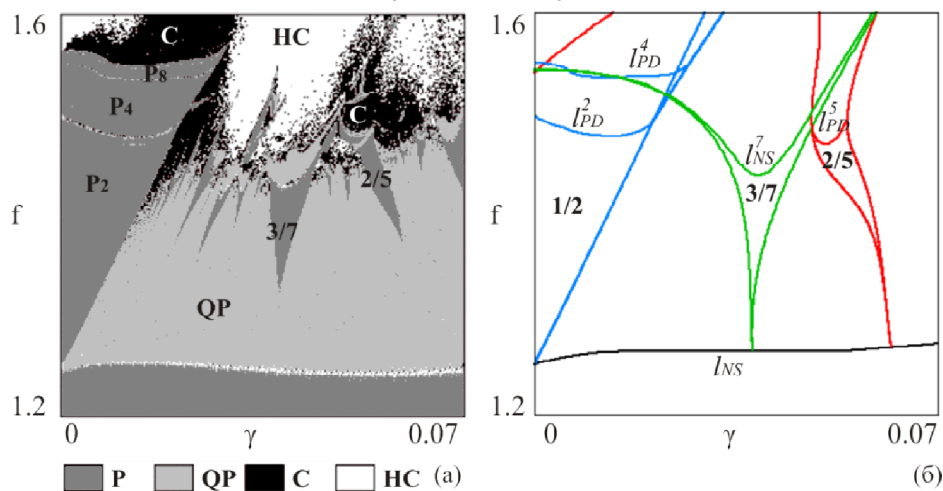 1.6
C
HC
P8
P4
C
P2
2/5
f
3/7
QP
1.2
0
γ
0.07
P
QP
C
HC
(а)
1.6
l⁴PD
l²PD
l⁵PD
l⁷NS
2/5
3/7
1/2
f
lNS
1.2
0
γ
0.07
(б)